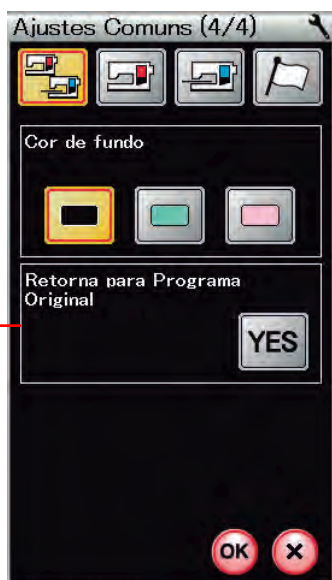 Ajustes Comuns (4/4)
Cor de fundo
Retorna para Programa
Original
YES
OK